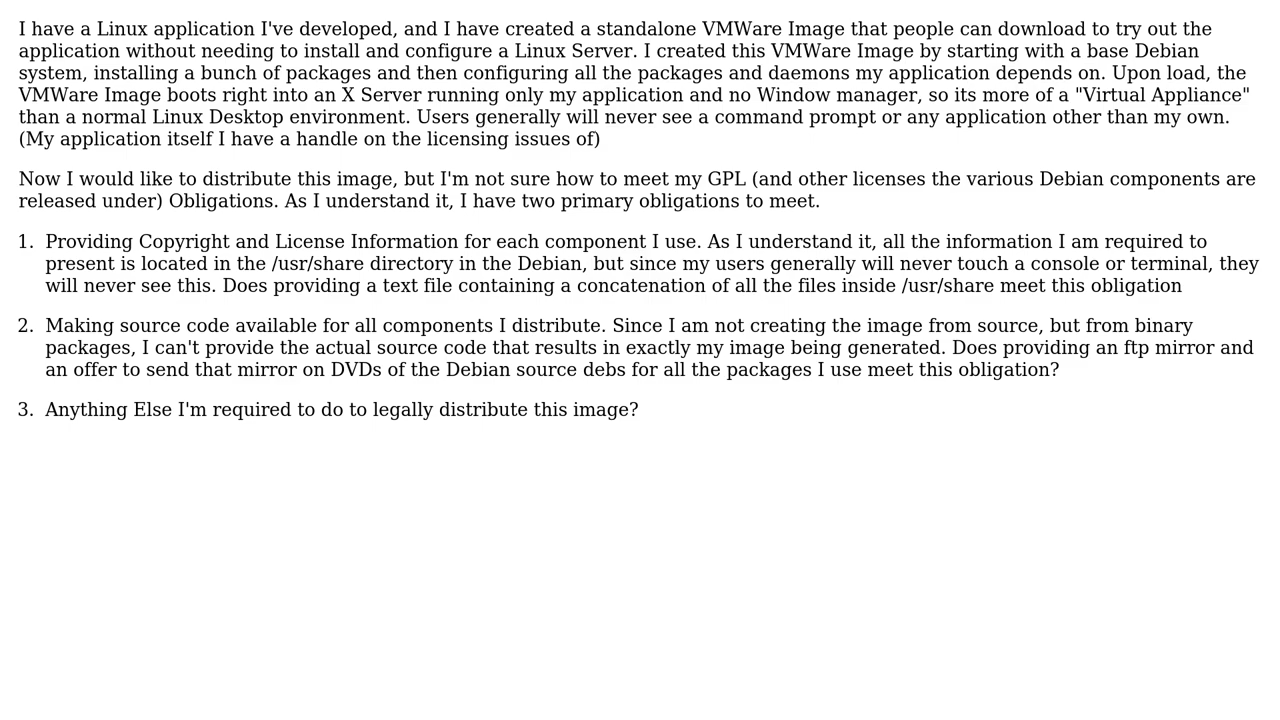 I have a Linux application I've developed, and I have created a standalone VMWare Image that people can download to try out the
application without needing to install and configure a Linux Server. I created this VMWare Image by starting with a base Debian
system, installing a bunch of packages and then configuring all the packages and daemons my application depends on. Upon load, the
VMWare Image boots right into an X Server running only my application and no Window manager, so its more of a "Virtual Appliance"
than a normal Linux Desktop environment. Users generally will never see a command prompt or any application other than my own.
(My application itself I have a handle on the licensing issues of)
Now I would like to distribute this image, but I'm not sure how to meet my GPL (and other licenses the various Debian components are
released under) Obligations. As I understand it, I have two primary obligations to meet.
1. Providing Copyright and License Information for each component I use. As I understand it, all the information I am required to
present is located in the /usr/share directory in the Debian, but since my users generally will never touch a console or terminal, they
will never see this. Does providing a text file containing a concatenation of all the files inside /usr/share meet this obligation
2. Making source code available for all components I distribute. Since I am not creating the image from source, but from binary
packages, I can't provide the actual source code that results in exactly my image being generated. Does providing an ftp mirror and
an offer to send that mirror on DVDs of the Debian source debs for all the packages I use meet this obligation?
3. Anything Else I'm required to do to legally distribute this image?